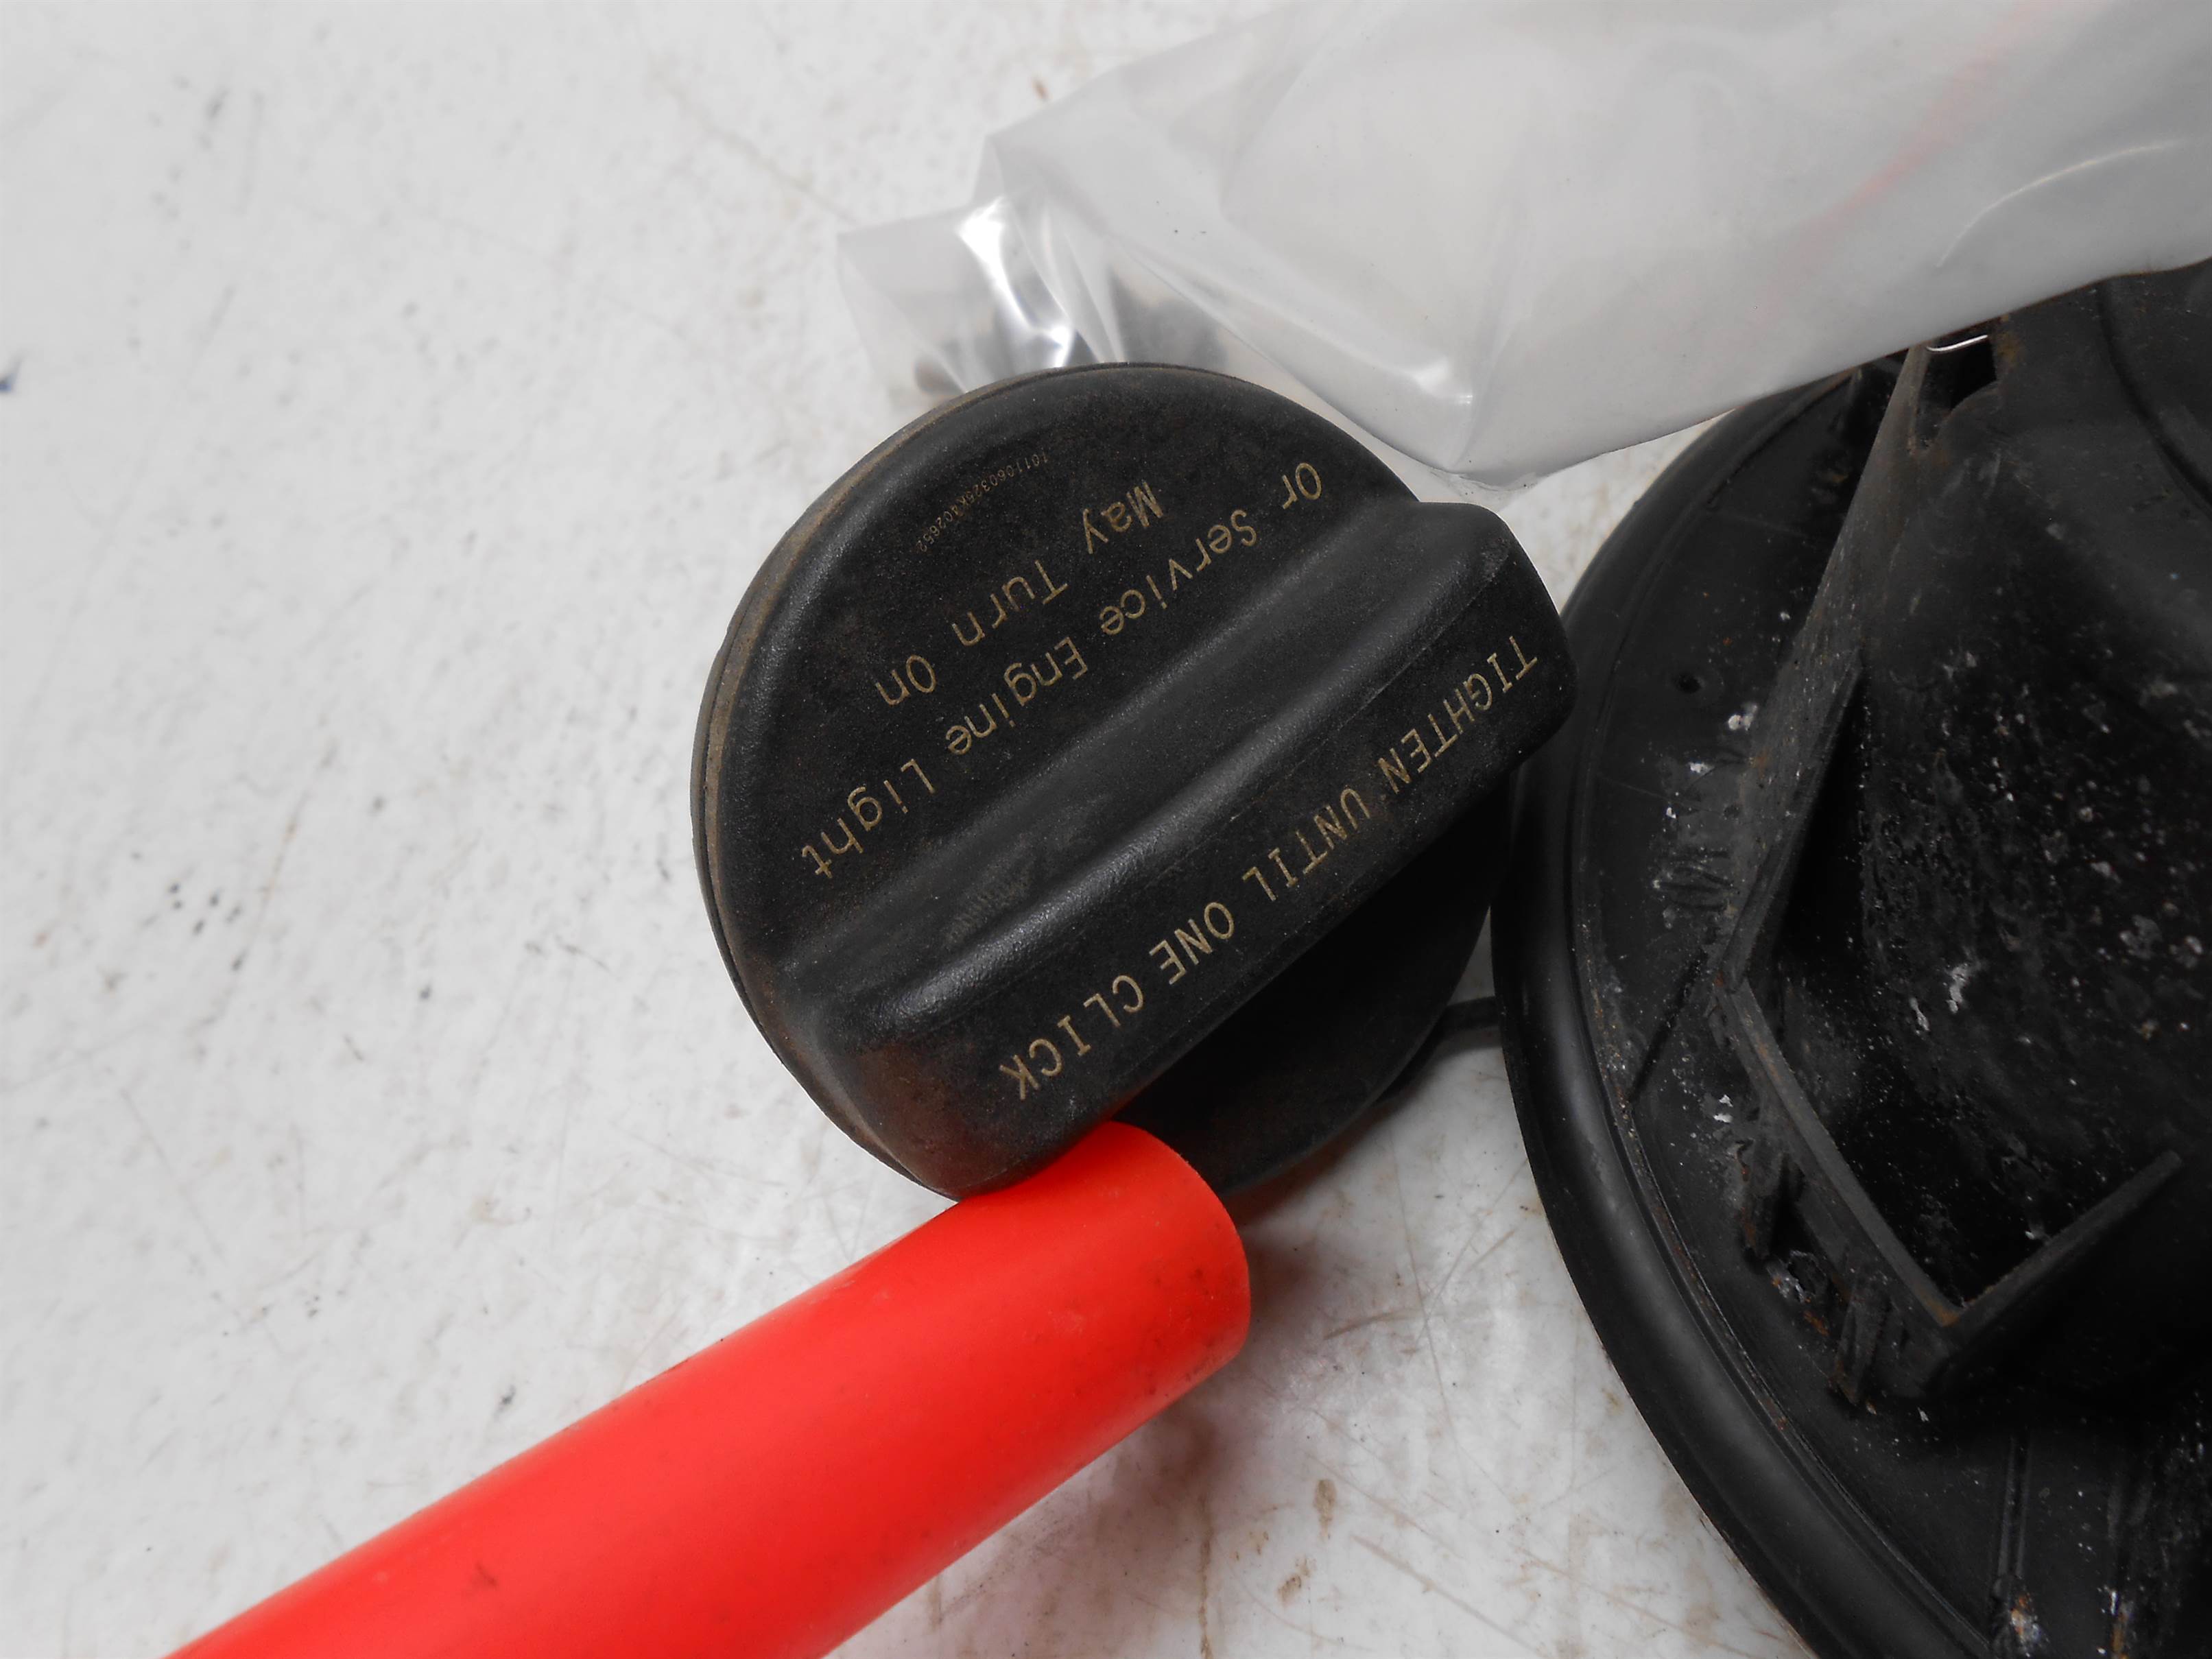 TIGHTEN UNTIL ONE CLICK
Or Service Engine Light
May Turn On